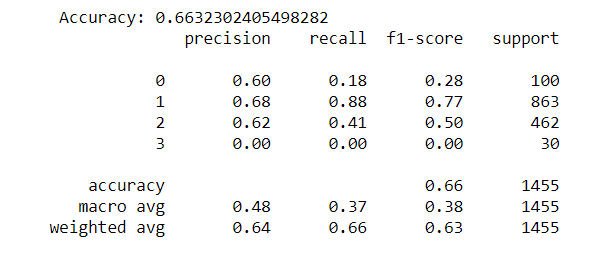 Accuracy: 0.6632302405498282
precision recall f1-score support
0 0.60 0.18 0.28 100
1 0.68 0.88 0.77 863
2 0.62 0.41 0.50 462
3 0.00 0.00 0.00 30
accuracy 0.66 1455
macro avg 0.48 0.37 0.38 1455
weighted avg 0.64 0.66 0.63 1455